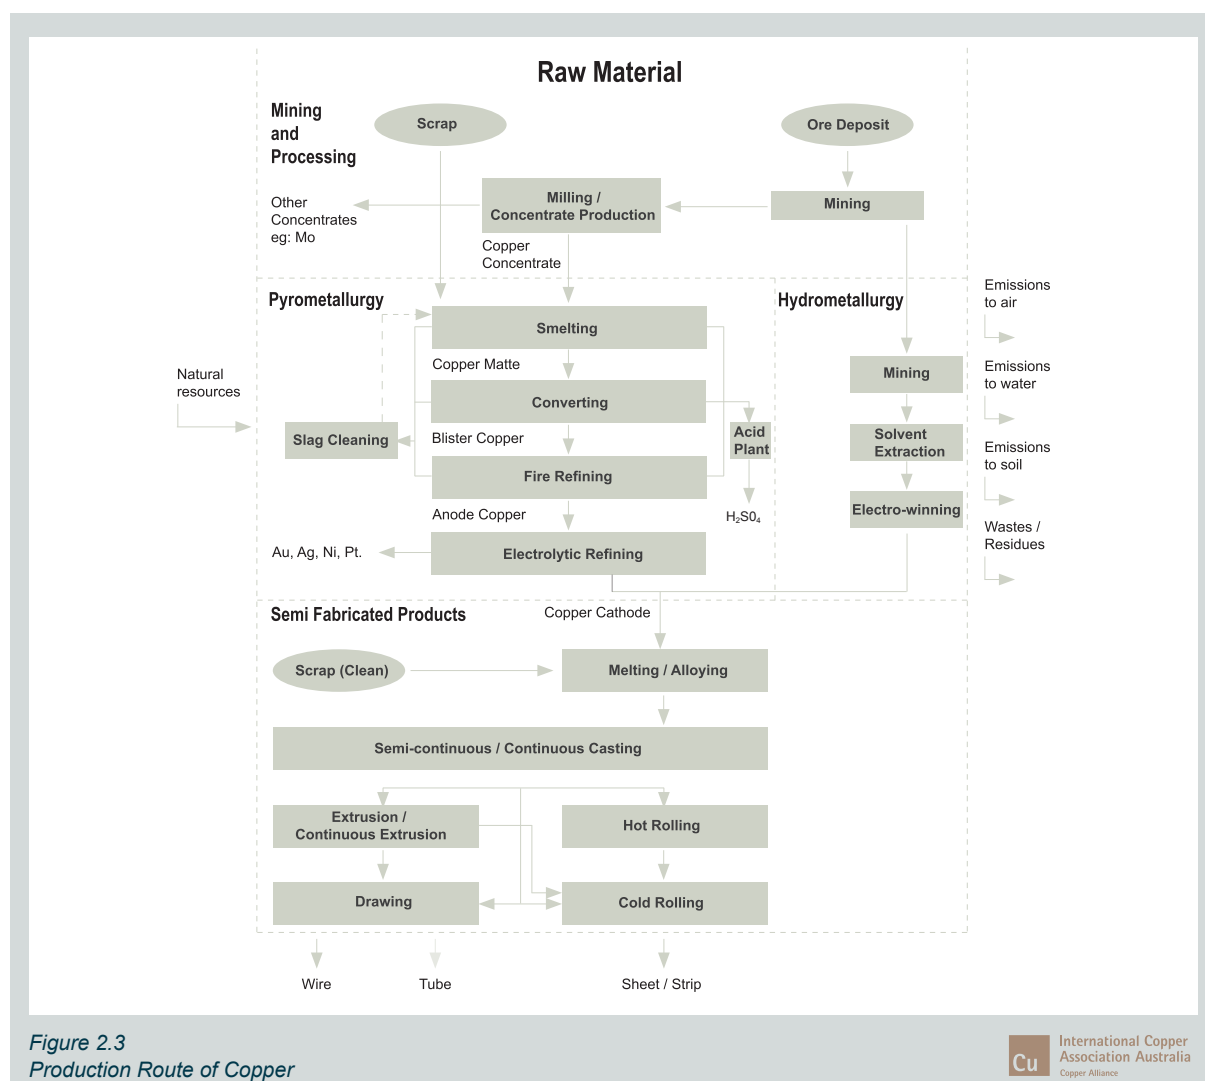 Raw Material
Mining
and
Processing
Scrap
Ore Deposit
Milling /
Concentrate Production
Mining
Other
Concentrates
eg: Mo
Copper
Concentrate
Pyrometallurgy
Hydrometallurgy
Emissions
to air
Smelting
Copper Matte
Mining
Emissions
to water
Natural
resources
Converting
Slag Cleaning
Blister Copper
Acid
Plant
Solvent
Extraction
Emissions
to soil
Fire Refining
Anode Copper
H₂S0₄
Electro-winning
Wastes /
Residues
Au, Ag, Ni, Pt.
Electrolytic Refining
Semi Fabricated Products
Copper Cathode
Scrap (Clean)
Melting / Alloying
Semi-continuous / Continuous Casting
Extrusion /
Continuous Extrusion
Hot Rolling
Drawing
Cold Rolling
Wire
Tube
Sheet / Strip
Figure 2.3
Production Route of Copper
Cu
International Copper
Association Australia
Copper Alliance